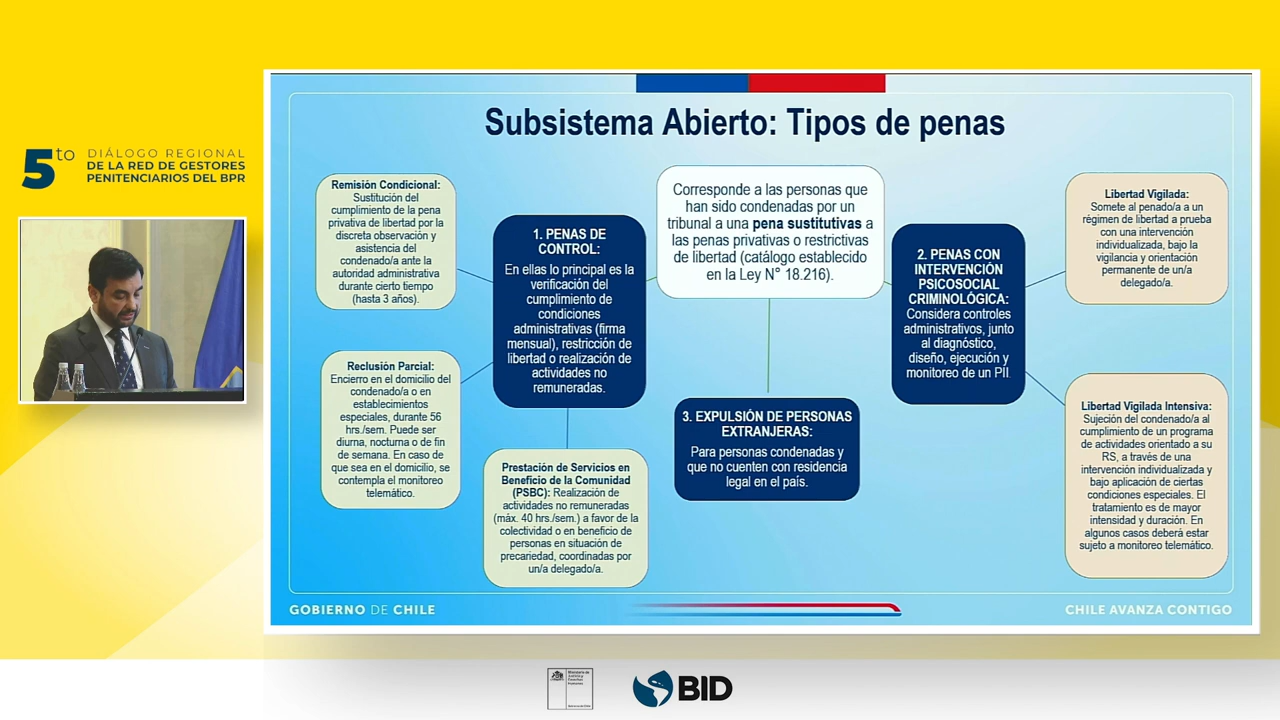 5to
DIÁLOGO REGIONAL
DE LA RED DE GESTORES
PENITENCIARIOS DEL BPR
Subsistema Abierto: Tipos de penas
Remisión Condicional:
Sustitución del
cumplimiento de la pena
privativa de libertad por la
discreta observación y
asistencia del
condenado/a ante la
autoridad administrativa
durante cierto tiempo
(hasta 3 años).
Reclusión Parcial:
Encierro en el domicilio del
condenado/a o en
establecimientos
especiales, durante 56
hrs./sem. Puede ser
diurna, nocturna o de fin
de semana. En caso de
que sea en el domicilio, se
contempla el monitoreo
telemático.
1. PENAS DE
CONTROL:
En ellas lo principal es la
verificación del
cumplimiento de
condiciones
administrativas (firma
mensual), restricción de
libertad o realización de
actividades no
remuneradas.
Prestación de Servicios en
Beneficio de la Comunidad
(PSBC): Realización de
actividades no remuneradas
(máx. 40 hrs./sem.) a favor de la
colectividad o en beneficio de
personas en situación de
precariedad, coordinadas por
un/a delegado/a.
Corresponde a las personas que
han sido condenadas por un
tribunal a una pena sustitutivas a
las penas privativas o restrictivas
de libertad (catálogo establecido
en la Ley N° 18.216).
3. EXPULSIÓN DE PERSONAS
EXTRANJERAS:
Para personas condenadas y
que no cuenten con residencia
legal en el país.
2. PENAS CON
INTERVENCIÓN
PSICOSOCIAL
CRIMINOLÓGICA:
Considera controles
administrativos, junto
al diagnóstico,
diseño, ejecución y
monitoreo de un PII.
Libertad Vigilada:
Somete al penado/a a un
régimen de libertad a prueba
con una intervención
individualizada, bajo la
vigilancia y orientación
permanente de un/a
delegado/a.
Libertad Vigilada Intensiva:
Sujeción del condenado/a al
cumplimiento de un programa
de actividades orientado a su
RS, a través de una
intervención individualizada y
bajo aplicación de ciertas
condiciones especiales. El
tratamiento es de mayor
intensidad y duración. En
algunos casos deberá estar
sujeto a monitoreo telemático.
GOBIERNO DE CHILE
CHILE AVANZA CONTIGO
BID